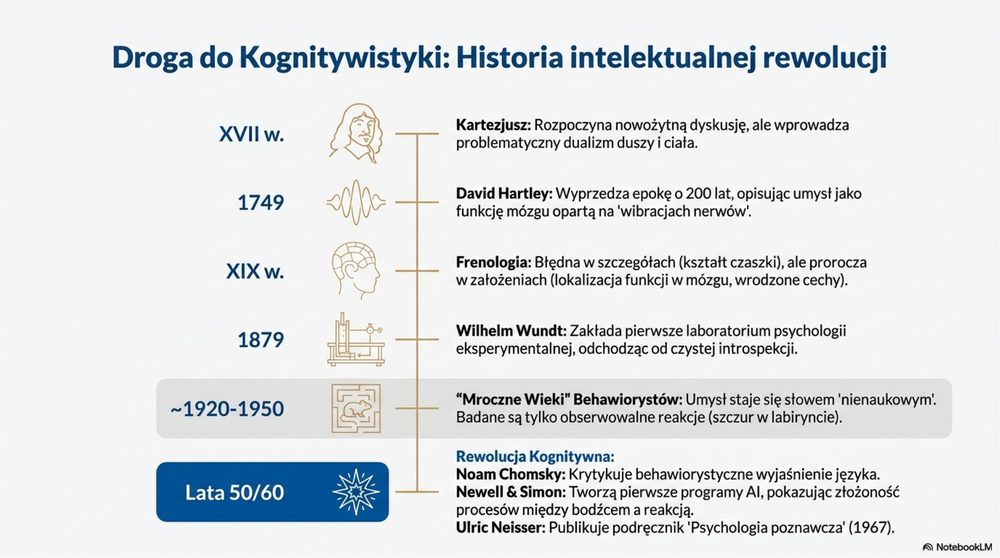 Droga do Kognitywistyki: Historia intelektualnej rewolucji
XVII w.
Kartezjusz: Rozpoczyna nowożytną dyskusję, ale wprowadza
problematyczny dualizm duszy i ciała.
1749
David Hartley: Wyprzedza epokę o 200 lat, opisując umysł jako
funkcję mózgu opartą na 'wibracjach nerwów'.
XIX w.
Frenologia: Błędna w szczegółach (kształt czaszki), ale prorocza
w założeniach (lokalizacja funkcji w mózgu, wrodzone cechy).
1879
Wilhelm Wundt: Zakłada pierwsze laboratorium psychologii
eksperymentalnej, odchodząc od czystej introspekcji.
~1920-1950
“Mroczne Wieki" Behawiorystów: Umysł staje się słowem 'nienaukowym'.
Badane są tylko obserwowalne reakcje (szczur w labiryncie).
Lata 50/60
Rewolucja Kognitywna:
Noam Chomsky: Krytykuje behawiorystyczne wyjaśnienie języka.
Newell & Simon: Tworzą pierwsze programy AI, pokazując złożoność
procesów między bodźcem a reakcją.
Ulric Neisser: Publikuje podręcznik 'Psychologia poznawcza' (1967).
NotebookLM